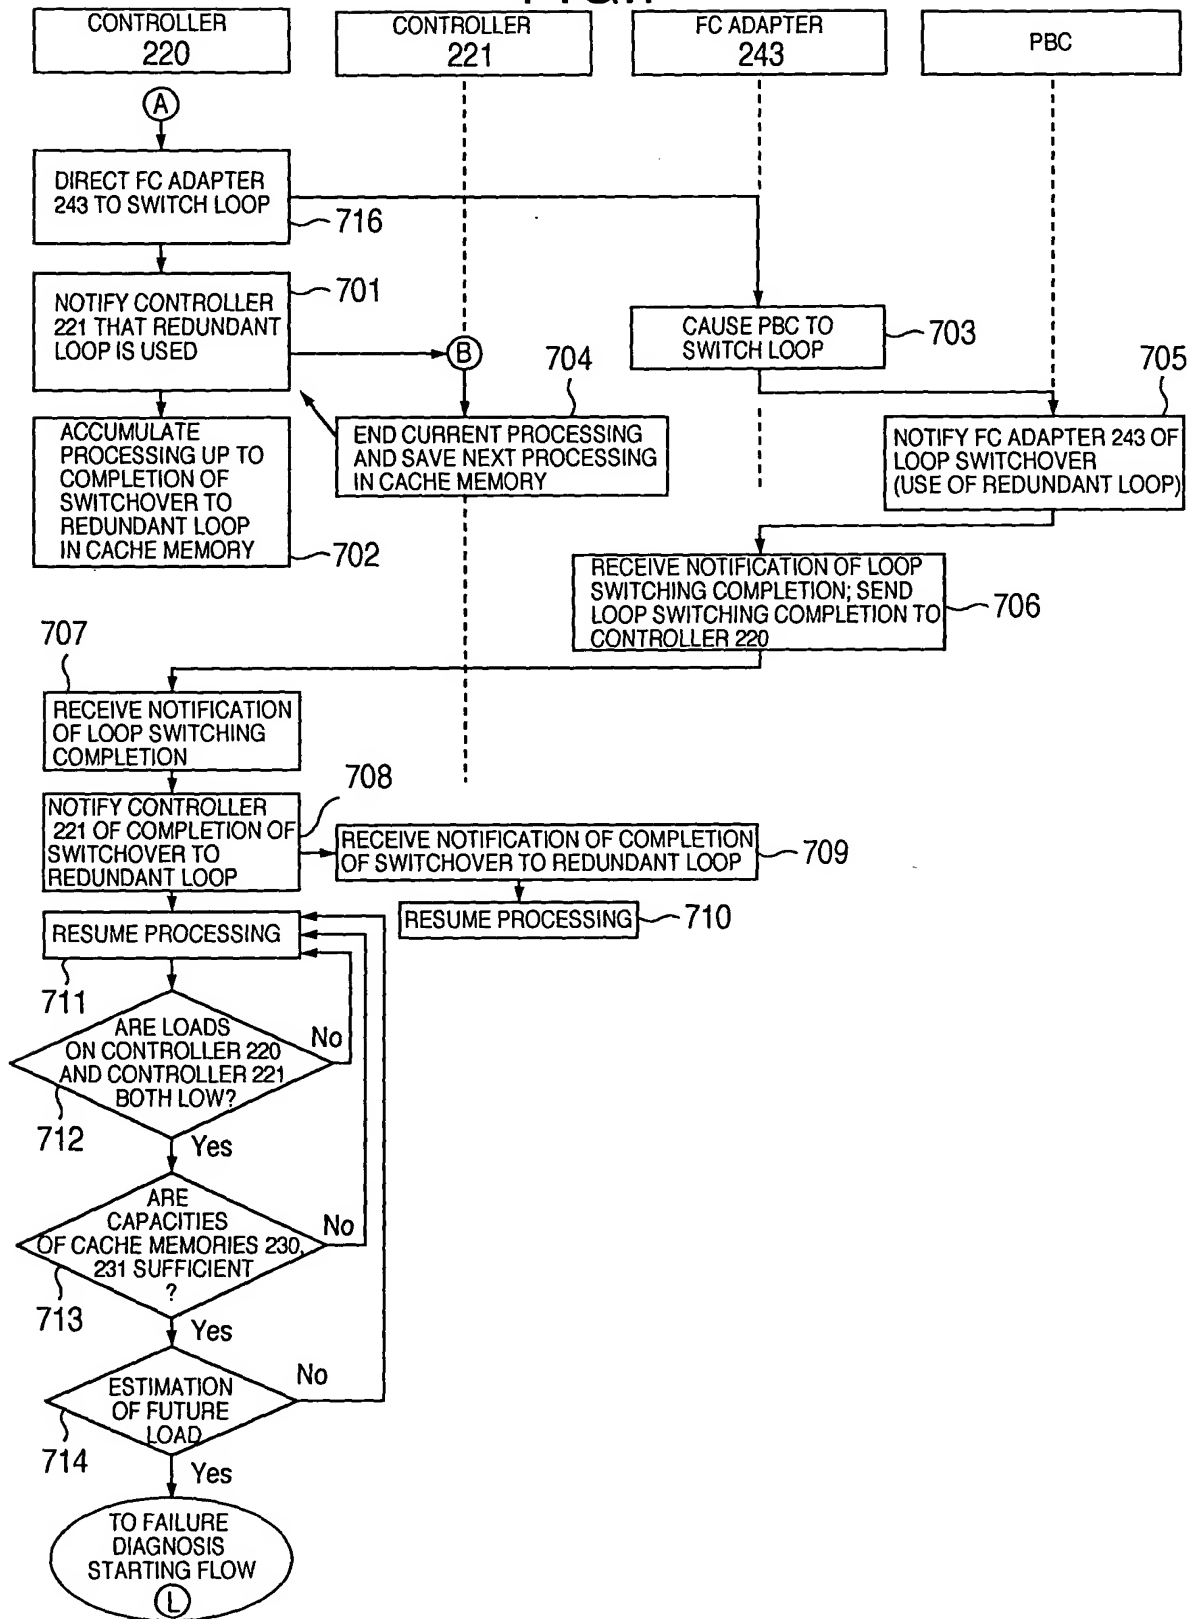 CONTROLLER
220
CONTROLLER
221
FC ADAPTER
243
PBC
A
DIRECT FC ADAPTER
243 TO SWITCH LOOP
716
NOTIFY CONTROLLER
221 THAT REDUNDANT
LOOP IS USED
701
B
CAUSE PBC TO
SWITCH LOOP
703
704
705
ACCUMULATE
PROCESSING UP TO
COMPLETION OF
SWITCHOVER TO
REDUNDANT LOOP
IN CACHE MEMORY
702
END CURRENT PROCESSING
AND SAVE NEXT PROCESSING
IN CACHE MEMORY
NOTIFY FC ADAPTER 243 OF
LOOP SWITCHOVER
(USE OF REDUNDANT LOOP)
RECEIVE NOTIFICATION OF LOOP
SWITCHING COMPLETION; SEND
LOOP SWITCHING COMPLETION TO
CONTROLLER 220
706
707
RECEIVE NOTIFICATION
OF LOOP SWITCHING
COMPLETION
708
NOTIFY CONTROLLER
221 OF COMPLETION OF
SWITCHOVER TO
REDUNDANT LOOP
RECEIVE NOTIFICATION OF COMPLETION
OF SWITCHOVER TO REDUNDANT LOOP
709
RESUME PROCESSING
710
RESUME PROCESSING
711
ARE LOADS
ON CONTROLLER 220
AND CONTROLLER 221
BOTH LOW?
No
712
Yes
ARE
CAPACITIES
OF CACHE MEMORIES 230,
231 SUFFICIENT
?
No
713
Yes
ESTIMATION
OF FUTURE
LOAD
No
714
Yes
TO FAILURE
DIAGNOSIS
STARTING FLOW
L